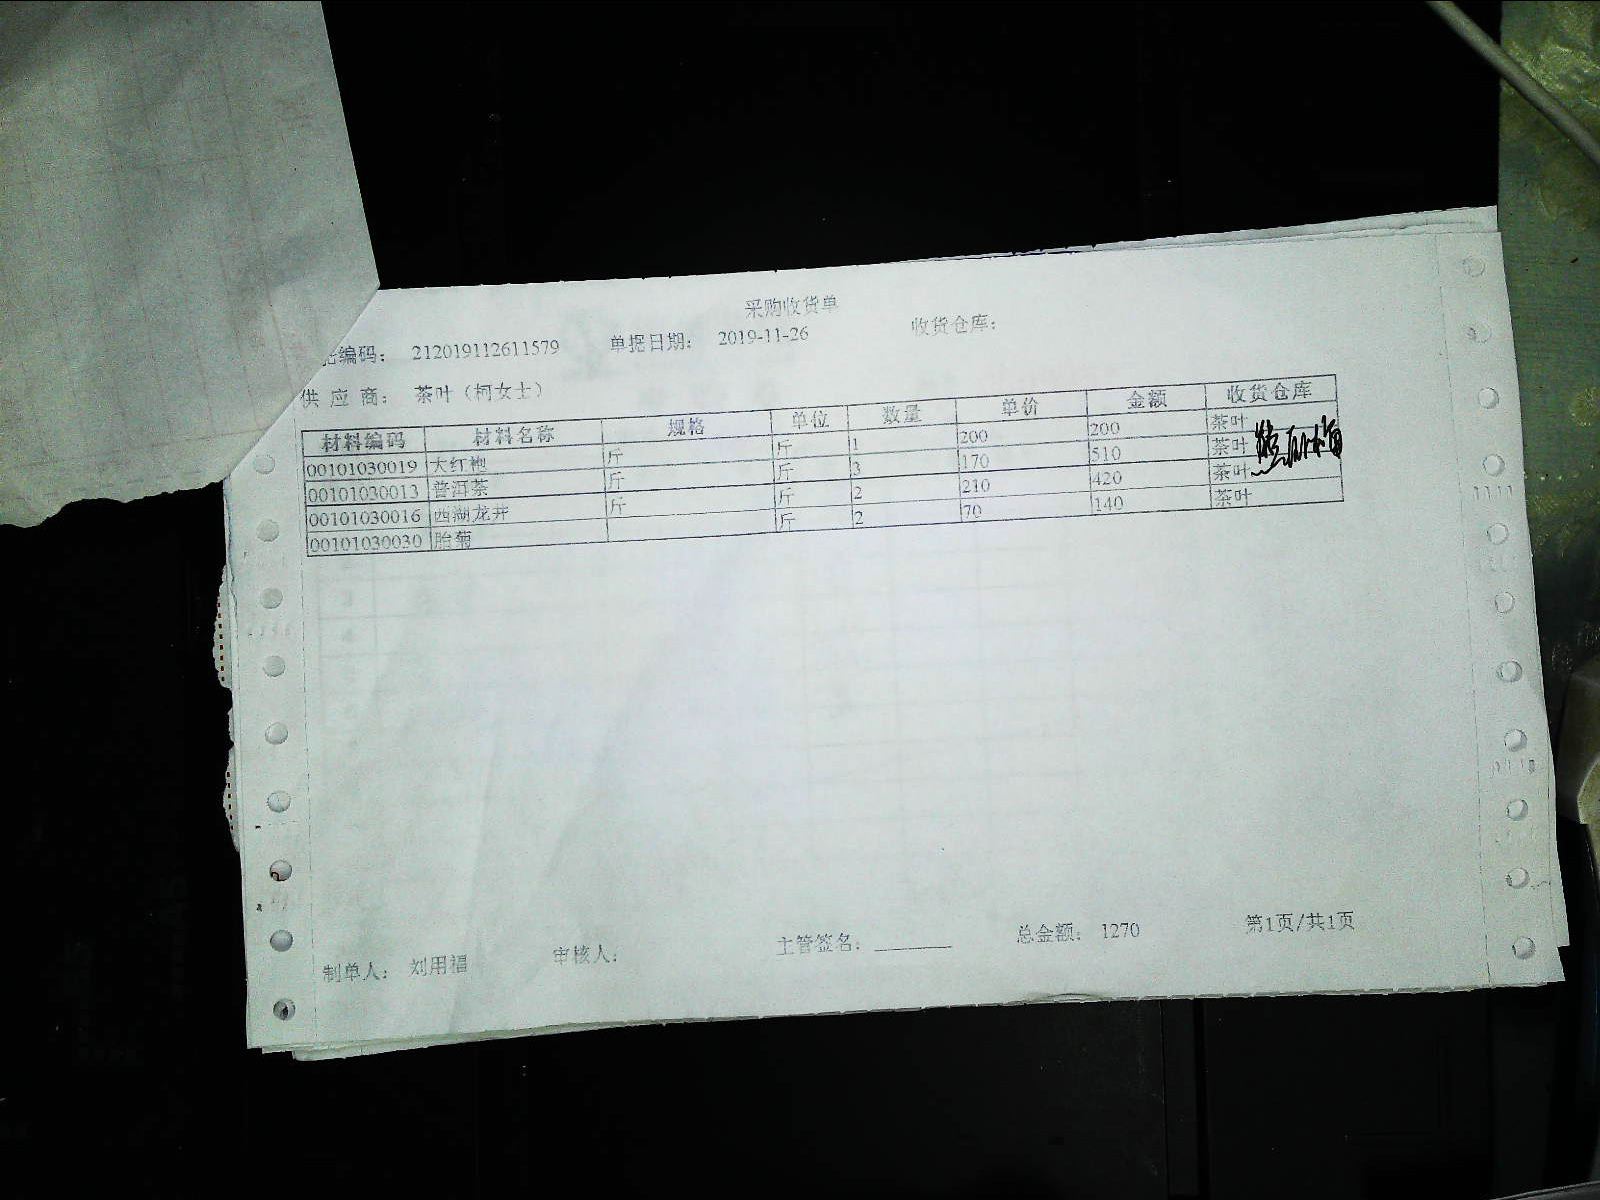 采购收货单
编码： 212019112611579 单据日期： 2019-11-26 收货仓库：
供 应 商： 茶叶（柯女士）
材料编码 材料名称 规格 单位 数量 单价 金额 收货仓库
00101030019 大红袍 斤 斤 1 200 200 茶叶
00101030013 普洱茶 斤 斤 3 170 510 茶叶
00101030016 西湖龙井 斤 斤 2 210 420 茶叶
00101030030 胎菊 斤 2 70 140 茶叶
制单人： 刘用福 审核人： 主管签名： 总金额： 1270 第1页/共1页